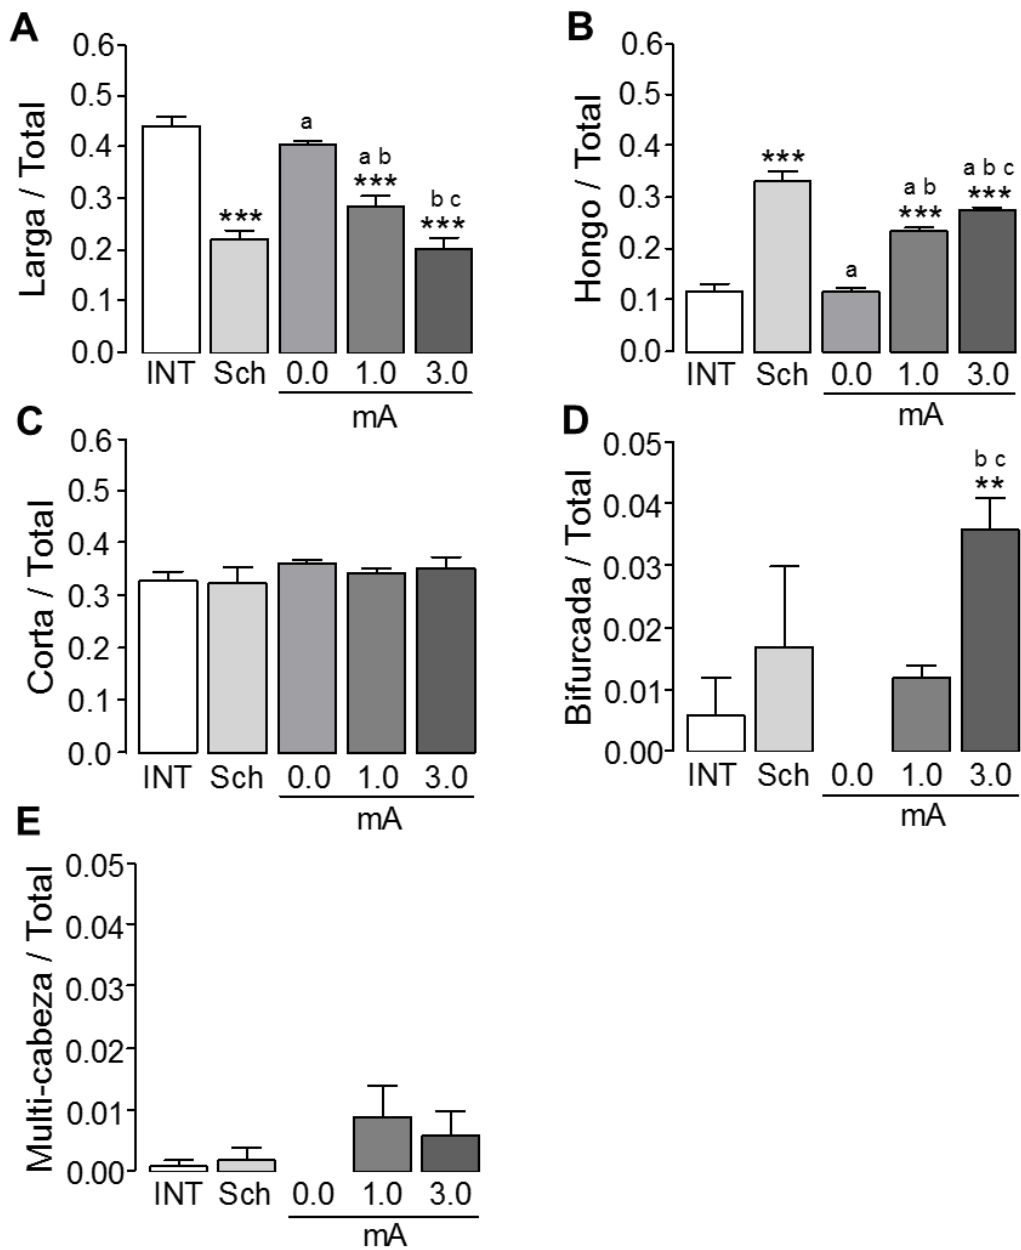 A
Larga / Total
0.6
0.5
0.4
0.3
0.2
0.1
0.0
***
a
a b
***
b c
***
INT Sch 0.0 1.0 3.0
mA
B
Hongo / Total
0.6
0.5
0.4
0.3
0.2
0.1
0.0
***
a
a b
***
a b c
***
INT Sch 0.0 1.0 3.0
mA
C
Corta / Total
0.6
0.5
0.4
0.3
0.2
0.1
0.0
INT Sch 0.0 1.0 3.0
mA
D
Bifurcada / Total
0.05
0.04
0.03
0.02
0.01
0.00
b c
**
INT Sch 0.0 1.0 3.0
mA
E
Multi-cabeza / Total
0.05
0.04
0.03
0.02
0.01
0.00
INT Sch 0.0 1.0 3.0
mA